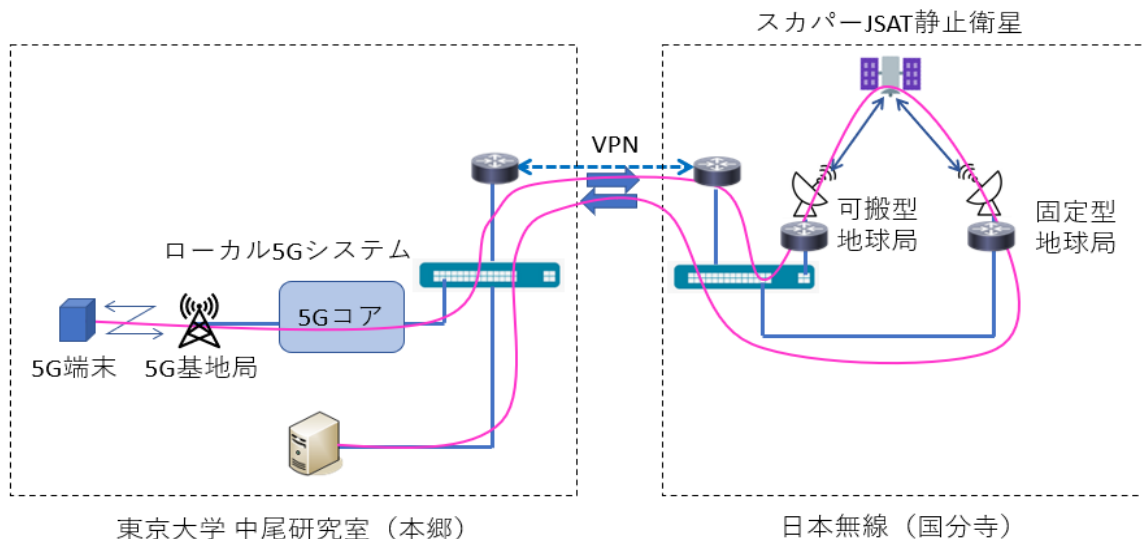 スカパーJSAT静止衛星
VPN
可搬型
地球局
固定型
地球局
ローカル5Gシステム
5Gコア
5G端末
5G基地局
東京大学 中尾研究室（本郷）
日本無線（国分寺）